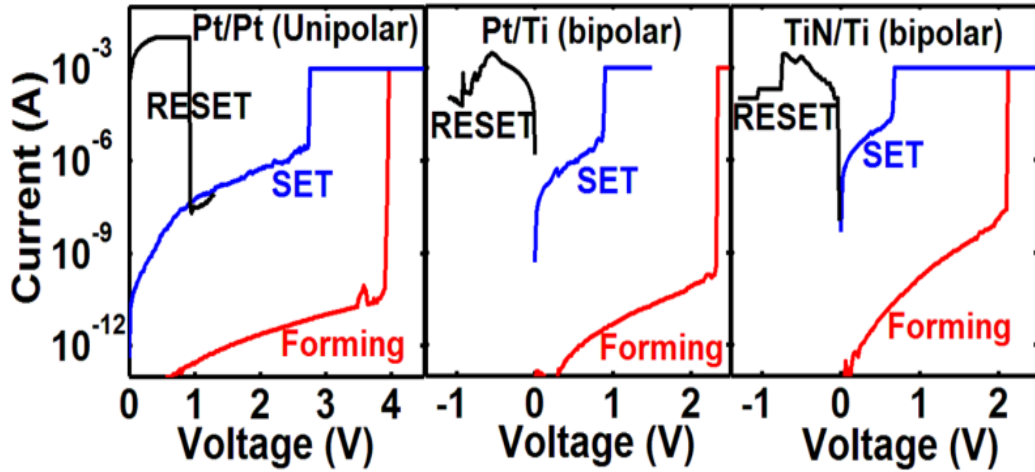 Pt/Pt (Unipolar)
Pt/Ti (bipolar)
TiN/Ti (bipolar)
Current (A)
10-3
10-6
10-9
10-12
RESET
SET
Forming
RESET
SET
Forming
RESET
SET
Forming
0 1 2 3 4
-1 0 1 2
-1 0 1 2
Voltage (V)
Voltage (V)
Voltage (V)